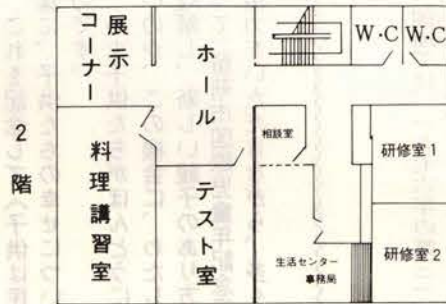 2階
展示
コーナー
ホール
W・C
W・C
料理講習室
テスト室
相談室
生活センター
事務局
研修室1
研修室2